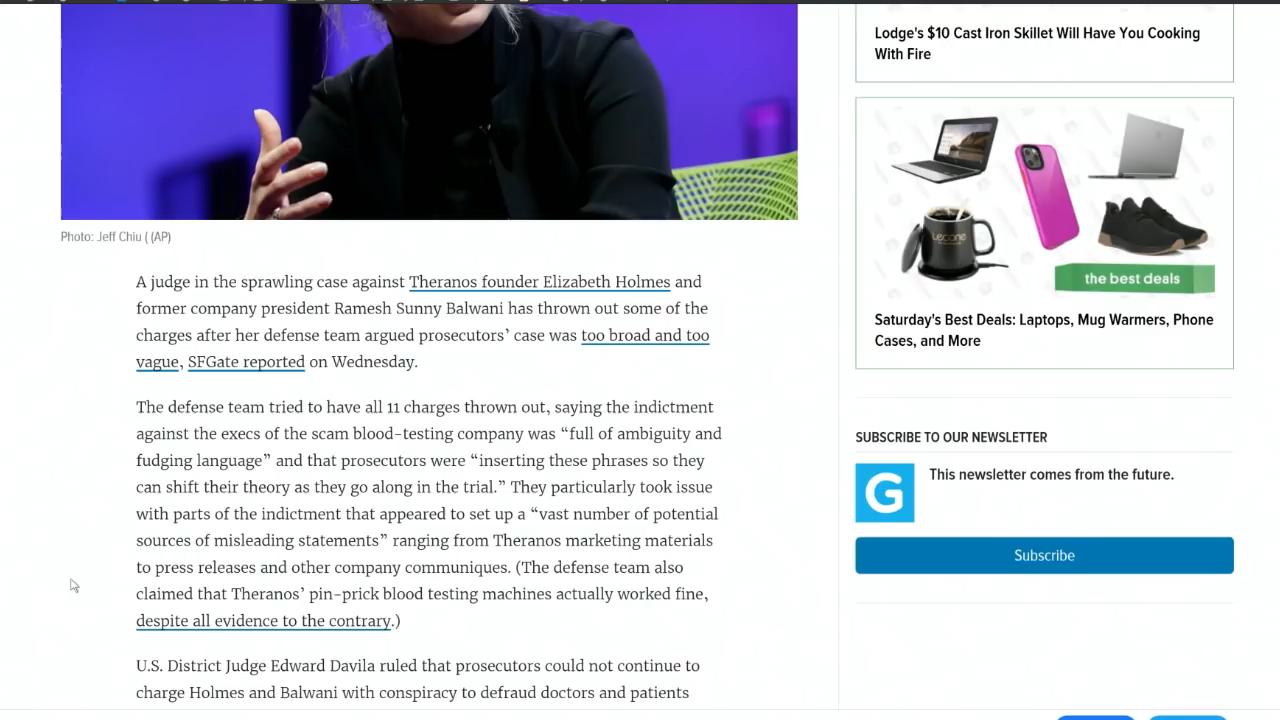 Lodge's $10 Cast Iron Skillet Will Have You Cooking
With Fire
Lecone
the best deals
Saturday's Best Deals: Laptops, Mug Warmers, Phone
Cases, and More
SUBSCRIBE TO OUR NEWSLETTER
G
This newsletter comes from the future.
Subscribe
Photo: Jeff Chiu ( (AP)
A judge in the sprawling case against Theranos founder Elizabeth Holmes and
former company president Ramesh Sunny Balwani has thrown out some of the
charges after her defense team argued prosecutors’ case was too broad and too
vague, SFGate reported on Wednesday.
The defense team tried to have all 11 charges thrown out, saying the indictment
against the execs of the scam blood-testing company was “full of ambiguity and
fudging language” and that prosecutors were “inserting these phrases so they
can shift their theory as they go along in the trial.” They particularly took issue
with parts of the indictment that appeared to set up a “vast number of potential
sources of misleading statements” ranging from Theranos marketing materials
to press releases and other company communiques. (The defense team also
claimed that Theranos’ pin-prick blood testing machines actually worked fine,
despite all evidence to the contrary.)
U.S. District Judge Edward Davila ruled that prosecutors could not continue to
charge Holmes and Balwani with conspiracy to defraud doctors and patients